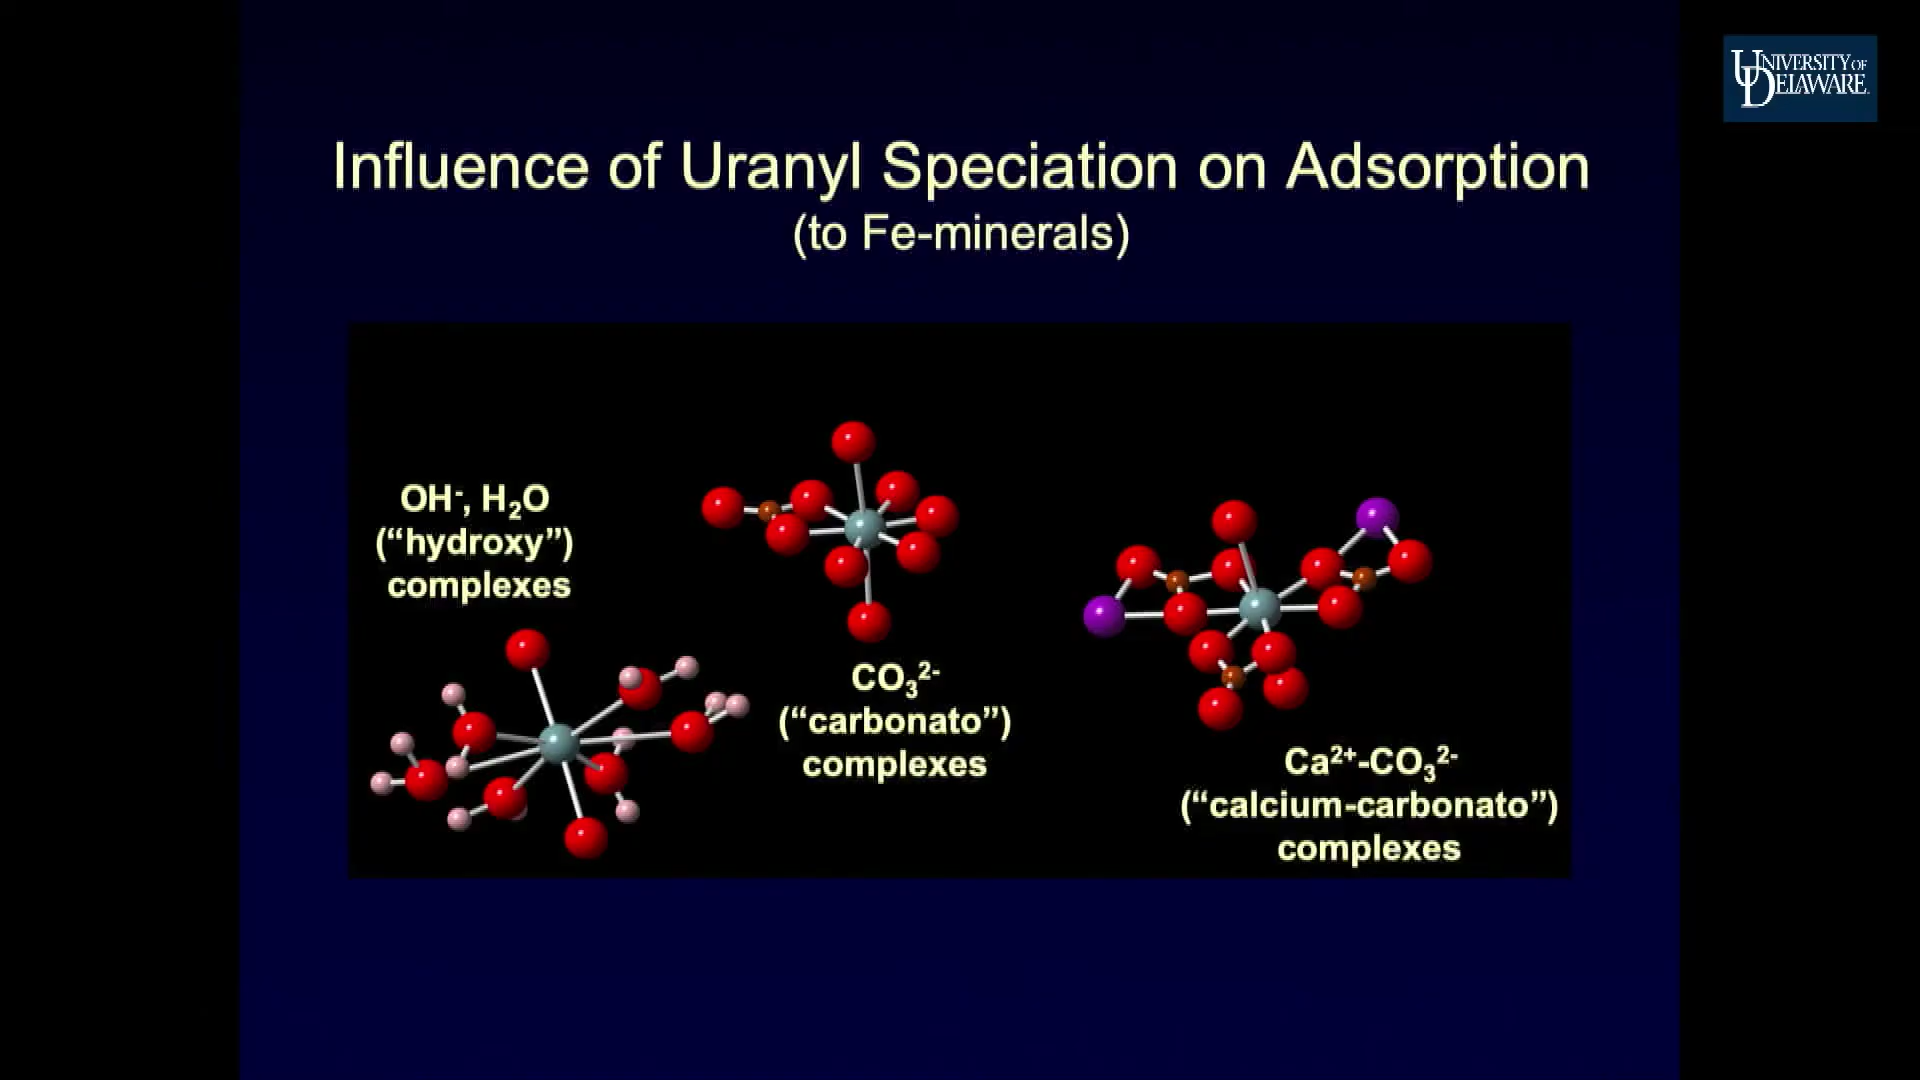 UNIVERSITY OF
DELAWARE
Influence of Uranyl Speciation on Adsorption
(to Fe-minerals)
OH⁻, H₂O
(“hydroxy”)
complexes
CO₃²⁻
(“carbonato”)
complexes
Ca²⁺-CO₃²⁻
(“calcium-carbonato”)
complexes